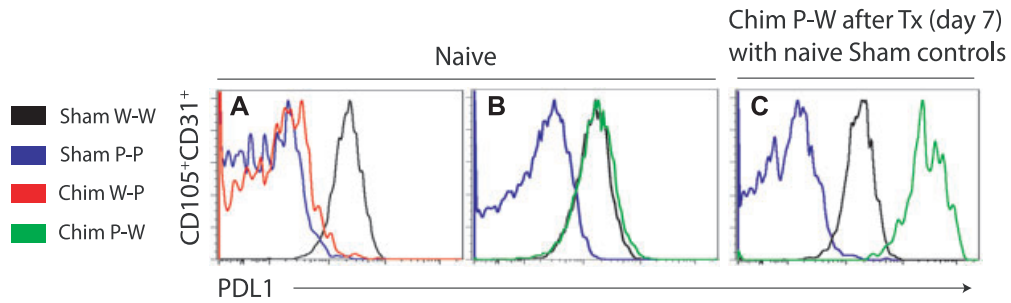 Chim P-W after Tx (day 7)
with naive Sham controls
Naive
A
B
C
Sham W-W
Sham P-P
Chim W-P
Chim P-W
CD105+CD31+
PDL1